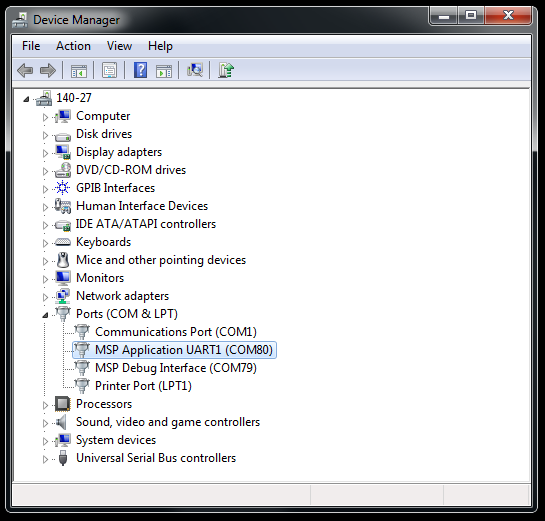 Device Manager
File Action View Help
140-27
Computer
Disk drives
Display adapters
DVD/CD-ROM drives
GPIB Interfaces
Human Interface Devices
IDE ATA/ATAPI controllers
Keyboards
Mice and other pointing devices
Monitors
Network adapters
Ports (COM & LPT)
Communications Port (COM1)
MSP Application UART1 (COM80)
MSP Debug Interface (COM79)
Printer Port (LPT1)
Processors
Sound, video and game controllers
System devices
Universal Serial Bus controllers